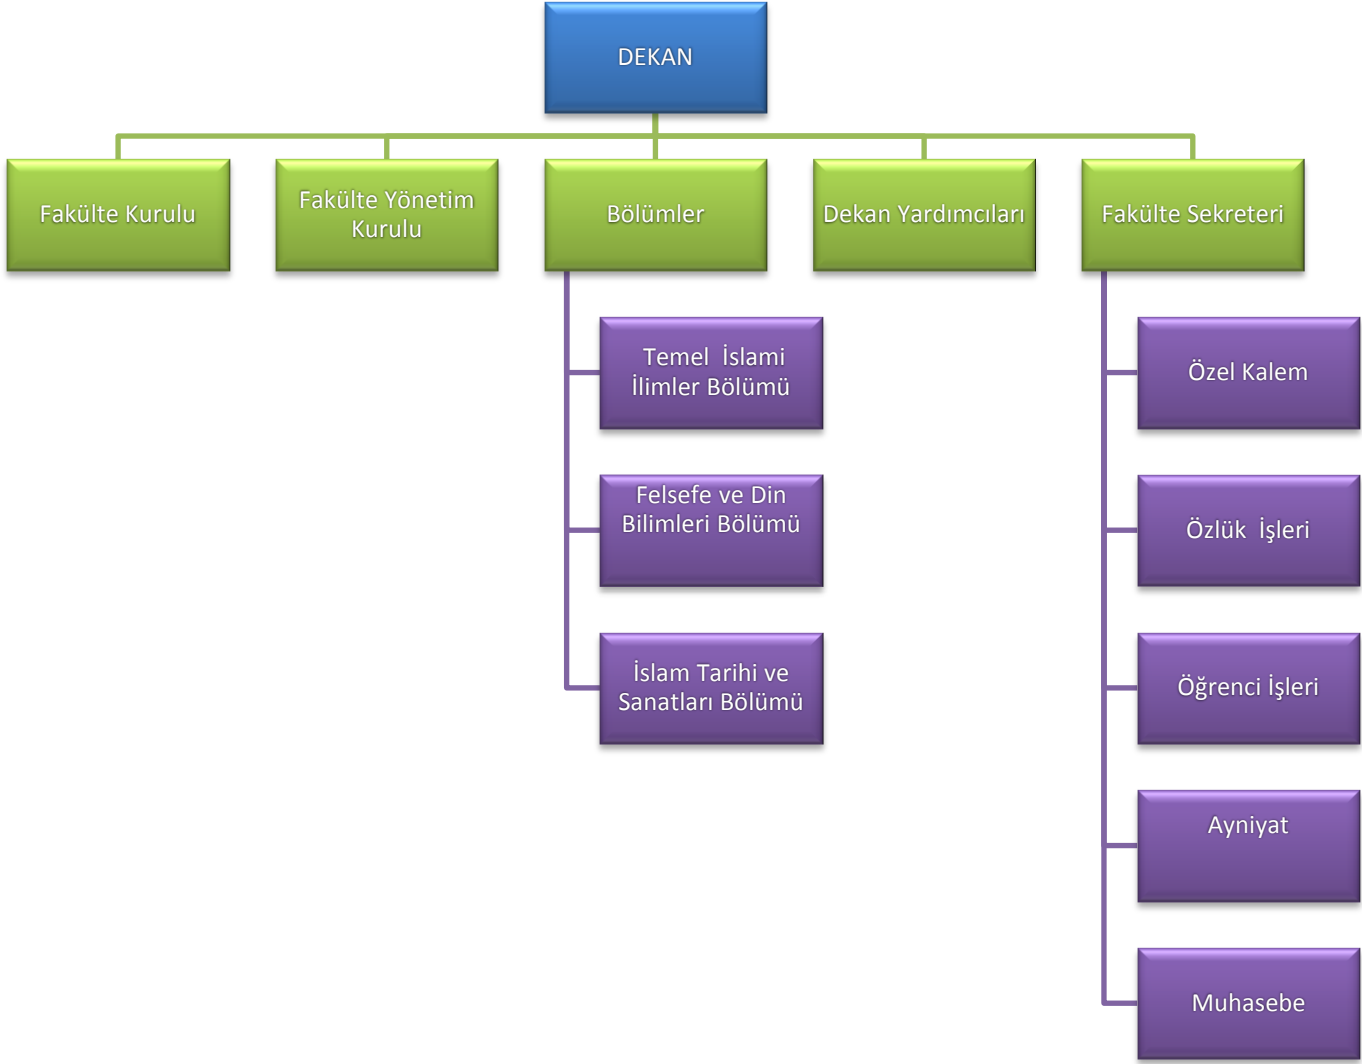 DEKAN
Fakülte Kurulu
Fakülte Yönetim
Kurulu
Bölümler
Dekan Yardımcıları
Fakülte Sekreteri
Temel  İslami
İlimler Bölümü
Felsefe ve Din
Bilimleri Bölümü
İslam Tarihi ve
Sanatları Bölümü
Özel Kalem
Özlük  İşleri
Öğrenci İşleri
Ayniyat
Muhasebe